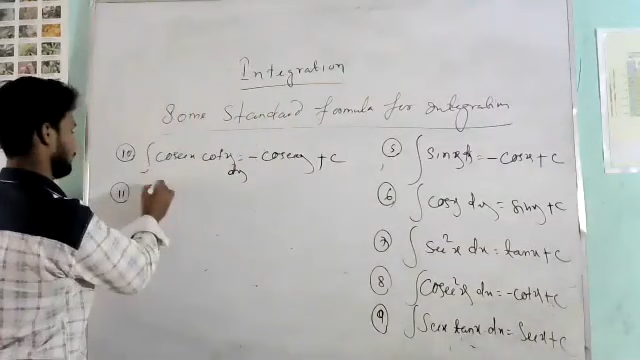 Integration
Some Standard formula for integration
10 ∫ cosecx cotx dx = -cosecx + c
11
5 ∫ sinx dx = -cosx + c
6 ∫ cosx dx = sinx + c
7 ∫ sec²x dx = tanx + c
8 ∫ cosec²x dx = -cotx + c
9 ∫ secx tanx dx = secx + c